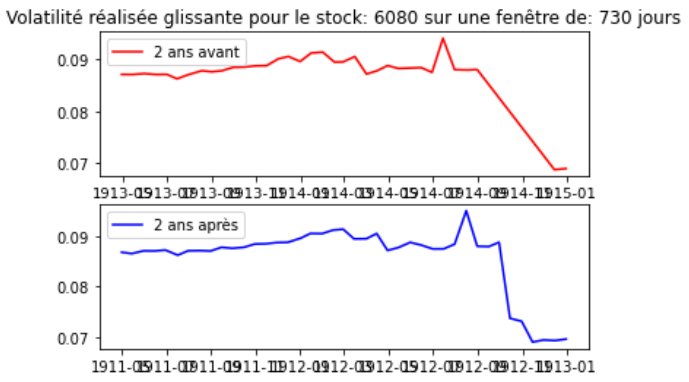 Volatilité réalisée glissante pour le stock: 6080 sur une fenêtre de: 730 jours
2 ans avant
0.09
0.08
0.07
1913-05 1913-07 1913-09 1913-11 1914-01 1914-03 1914-05 1914-07 1914-09 1914-11 1915-01
2 ans après
0.09
0.08
0.07
1911-05 1911-07 1911-09 1911-11 1912-01 1912-03 1912-05 1912-07 1912-09 1912-11 1913-01